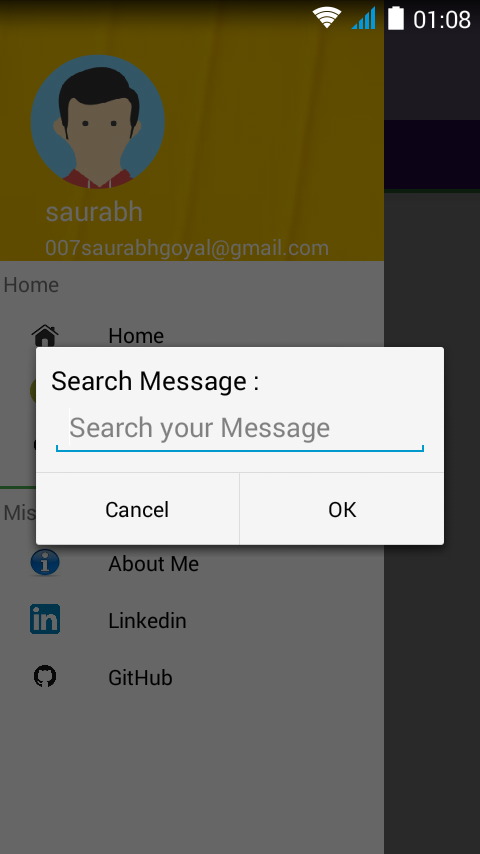 01:08
saurabh
007saurabhgoyal@gmail.com
Home
Home
Search Message :
Search your Message
Cancel
OK
Mis
About Me
in
Linkedin
GitHub